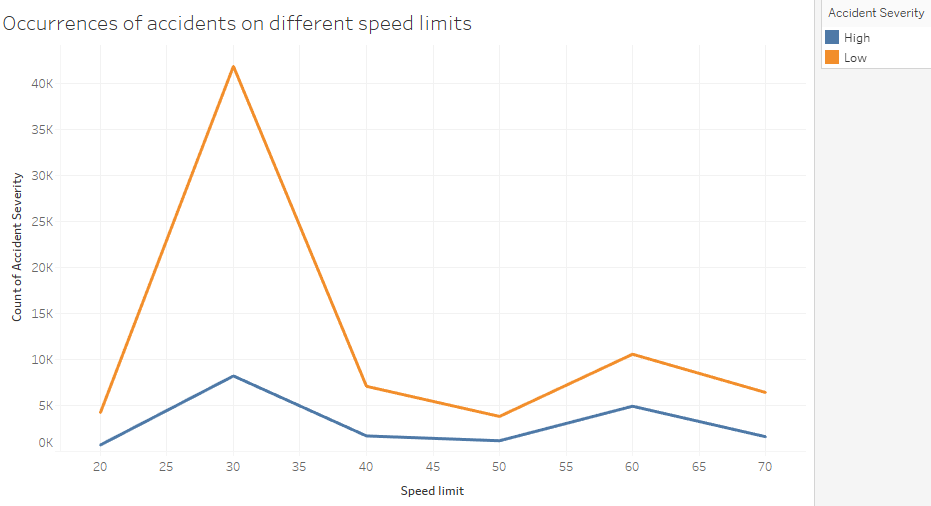 Occurrences of accidents on different speed limits
Accident Severity
High
Low
40K
35K
30K
25K
20K
15K
10K
5K
0K
Count of Accident Severity
20 25 30 35 40 45 50 55 60 65 70
Speed limit